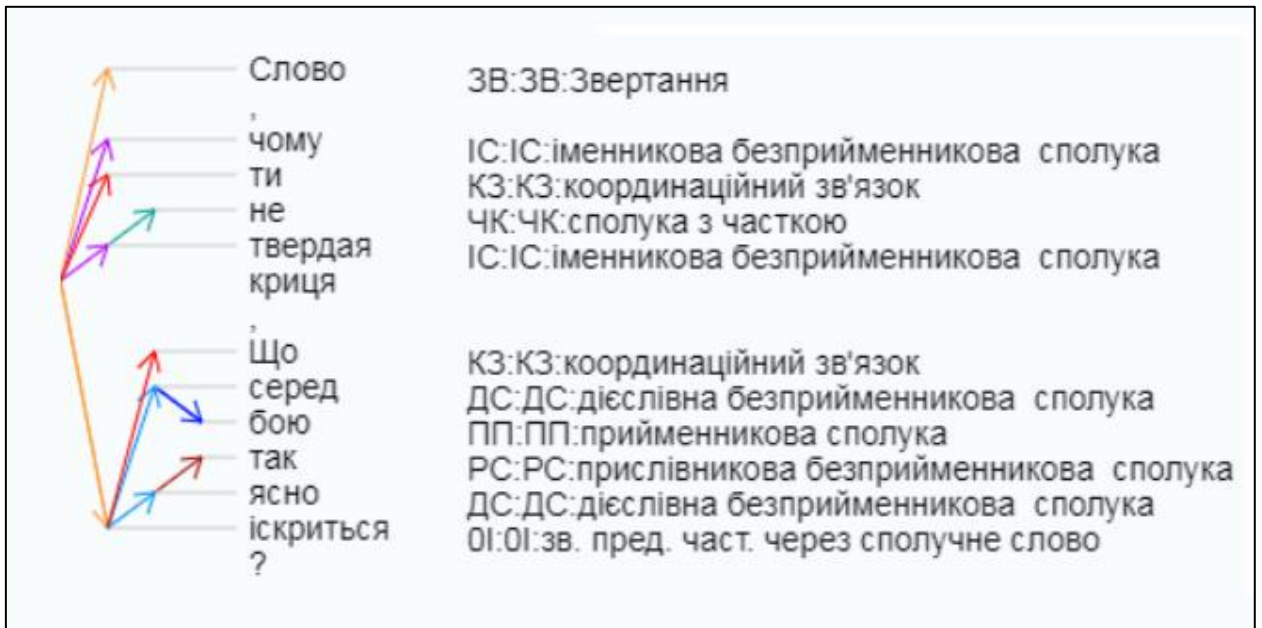 Слово ЗВ:ЗВ:Звертання
,
чому ІС:ІС:іменникова безприйменникова сполука
ти КЗ:КЗ:координаційний зв'язок
не ЧК:ЧК:сполука з часткою
твердая ІС:ІС:іменникова безприйменникова сполука
криця
,
Що КЗ:КЗ:координаційний зв'язок
серед ДС:ДС:дієслівна безприйменникова сполука
бою ПП:ПП:прийменникова сполука
так РС:РС:прислівникова безприйменникова сполука
ясно ДС:ДС:дієслівна безприйменникова сполука
іскриться 0І:0І:зв. пред. част. через сполучне слово
?